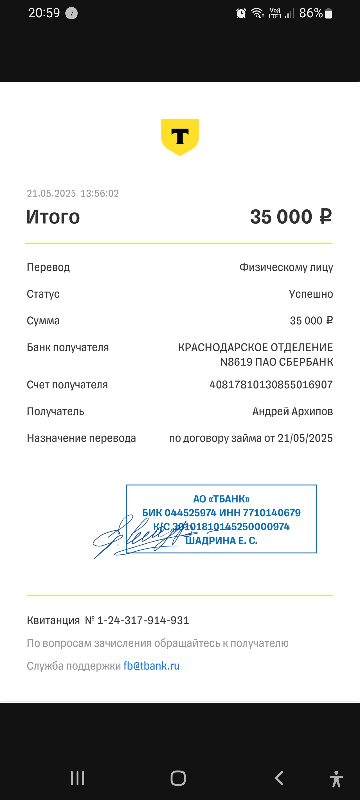 20:59
86%
Т
21.05.2025 13:56:02
Итого 35 000 ₽
Перевод Физическому лицу
Статус Успешно
Сумма 35 000 ₽
Банк получателя КРАСНОДАРСКОЕ ОТДЕЛЕНИЕ
N8619 ПАО СБЕРБАНК
Счет получателя 40817810130855016907
Получатель Андрей Архипов
Назначение перевода по договору займа от 21/05/2025
АО «ТБАНК»
БИК 044525974 ИНН 7710140679
К/С 30101810145250000974
ШАДРИНА Е. С.
Квитанция № 1-24-317-914-931
По вопросам зачисления обращайтесь к получателю
Служба поддержки fb@tbank.ru